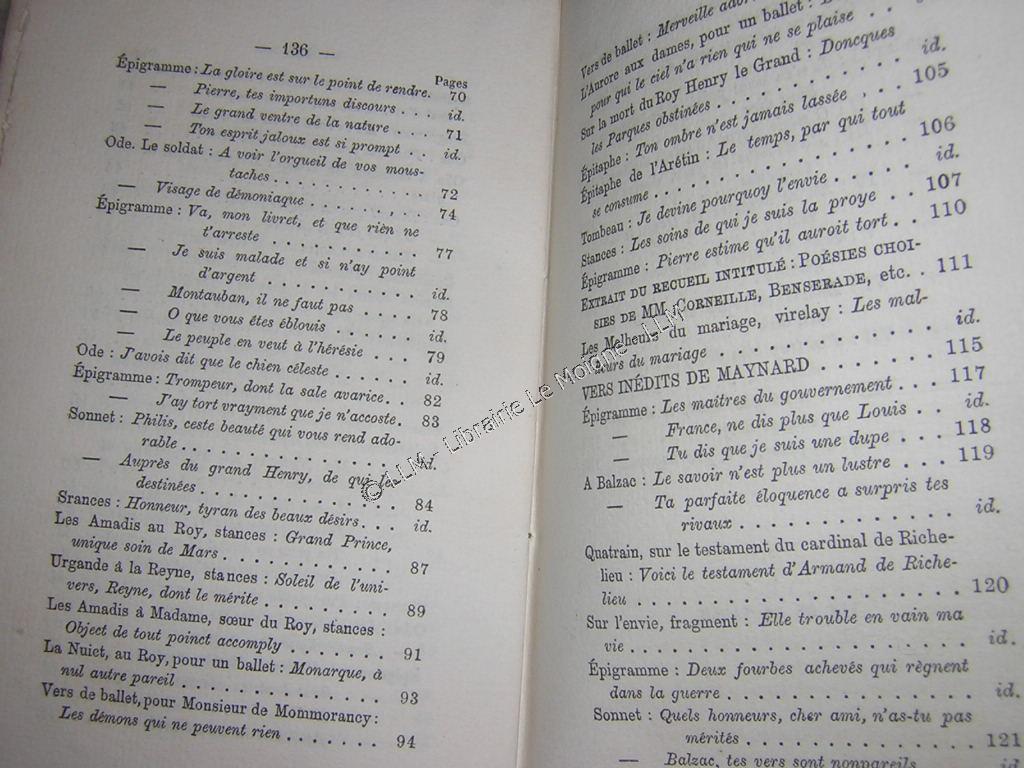 — 136 —
Pages
Épigramme : La gloire est sur le point de rendre. 70
— Pierre, tes importuns discours . . . id.
— Le grand ventre de la nature . . . 71
— Ton esprit jaloux est si prompt . . id.
Ode. Le soldat : A voir l'orgueil de vos mous-
taches . . . . . . . . . . . . 72
— Visage de démoniaque . . . . . . . . 74
Épigramme : Va, mon livret, et que rien ne
t'arreste . . . . . . . . . . . 77
— Je suis malade et si n'ay point
d'argent . . . . . . . . . . . . id.
— Montauban, il ne faut pas . . . . . 78
— O que vous êtes éblouis . . . . . . id.
— Le peuple en veut à l'hérésie . . . 79
Ode : J'avois dit que le chien céleste . . . . . . id.
Épigramme : Trompeur, dont la sale avarice. . 82
— J'ay tort vrayment que je n'accoste. 83
Sonnet : Philis, ceste beauté qui vous rend ado-
rable . . . . . . . . . . . . . . id.
— Auprès du grand Henry, de qui les
destinées . . . . . . . . . . . . 84
Srances : Honneur, tyran des beaux désirs. . . id.
Les Amadis au Roy, stances : Grand Prince,
unique soin de Mars . . . . . . . . . . . 87
Urgande à la Reyne, stances : Soleil de l'uni-
vers, Reyne, dont le mérite . . . . . . . . 89
Les Amadis à Madame, sœur du Roy, stances :
Object de tout poinct accomply . . . . . . . 91
La Nuict, au Roy, pour un ballet : Monarque, à
nul autre pareil . . . . . . . . . . . . . 93
Vers de ballet, pour Monsieur de Mommorancy :
Les démons qui ne peuvent rien . . . . . . . 94
Vers de ballet : Merveille
L'Aurore aux dames, pour un ballet :
pour qui le ciel n'a rien qui ne se plaise . .
Sur la mort du Roy Henry le Grand : Doncques
les Parques obstinées . . . . . . . . . . id.
Épitaphe : Ton ombre n'est jamais lassée . . . 105
Épitaphe de l'Arétin : Le temps, par qui tout
se consume . . . . . . . . . . . . . . 106
Tombeau : Je devine pourquoy l'envie . . . . . id.
Stances : Les soins de qui je suis la proye . . 107
Épigramme : Pierre estime qu'il auroit tort . . 110
EXTRAIT DU RECUEIL INTITULÉ : POÉSIES CHOI-
SIES DE MM. CORNEILLE, BENSERADE, etc. . 111
Les Malheurs du mariage, virelay : Les mal-
heurs du mariage . . . . . . . . . . . . id.
VERS INÉDITS DE MAYNARD . . . . . . . 115
Épigramme : Les maîtres du gouvernement . . . 117
— France, ne dis plus que Louis . . id.
— Tu dis que je suis une dupe . . . 118
A Balzac : Le savoir n'est plus un lustre . . . 119
— Ta parfaite éloquence a surpris tes
rivaux . . . . . . . . . . . . . id.
Quatrain, sur le testament du cardinal de Riche-
lieu : Voici le testament d'Armand de Riche-
lieu . . . . . . . . . . . . . . . . . . 120
Sur l'envie, fragment : Elle trouble en vain ma
vie . . . . . . . . . . . . . . . . . . . id.
Épigramme : Deux fourbes achevés qui règnent
dans la guerre . . . . . . . . . . . . . . id.
Sonnet : Quels honneurs, cher ami, n'as-tu pas
mérités . . . . . . . . . . . . . . . . 121
— Balzac, tes vers sont nonpareils id.
© LLM - Librairie Le Moigne - LLM